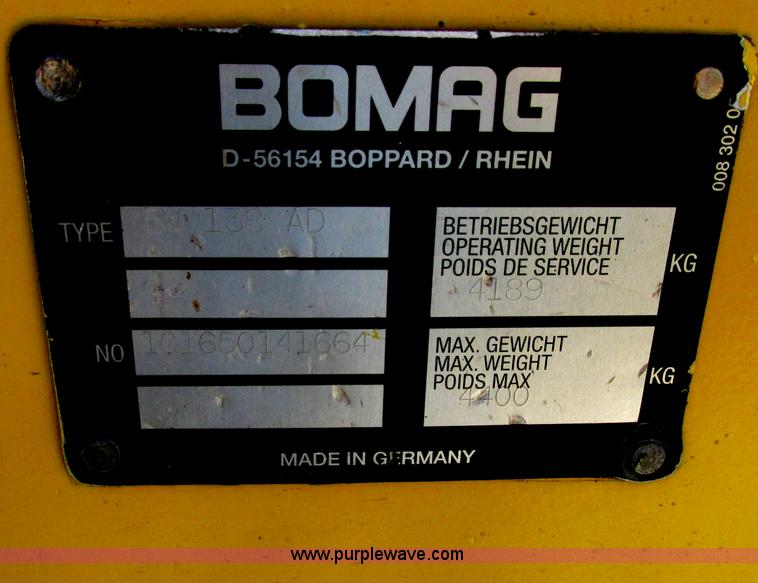 BOMAG
D-56154 BOPPARD / RHEIN
008 302 0
TYPE BW 138 AD
BETRIEBSGEWICHT
OPERATING WEIGHT
POIDS DE SERVICE
4189 KG
NO 101650141664
MAX. GEWICHT
MAX. WEIGHT
POIDS MAX
4400 KG
MADE IN GERMANY
www.purplewave.com